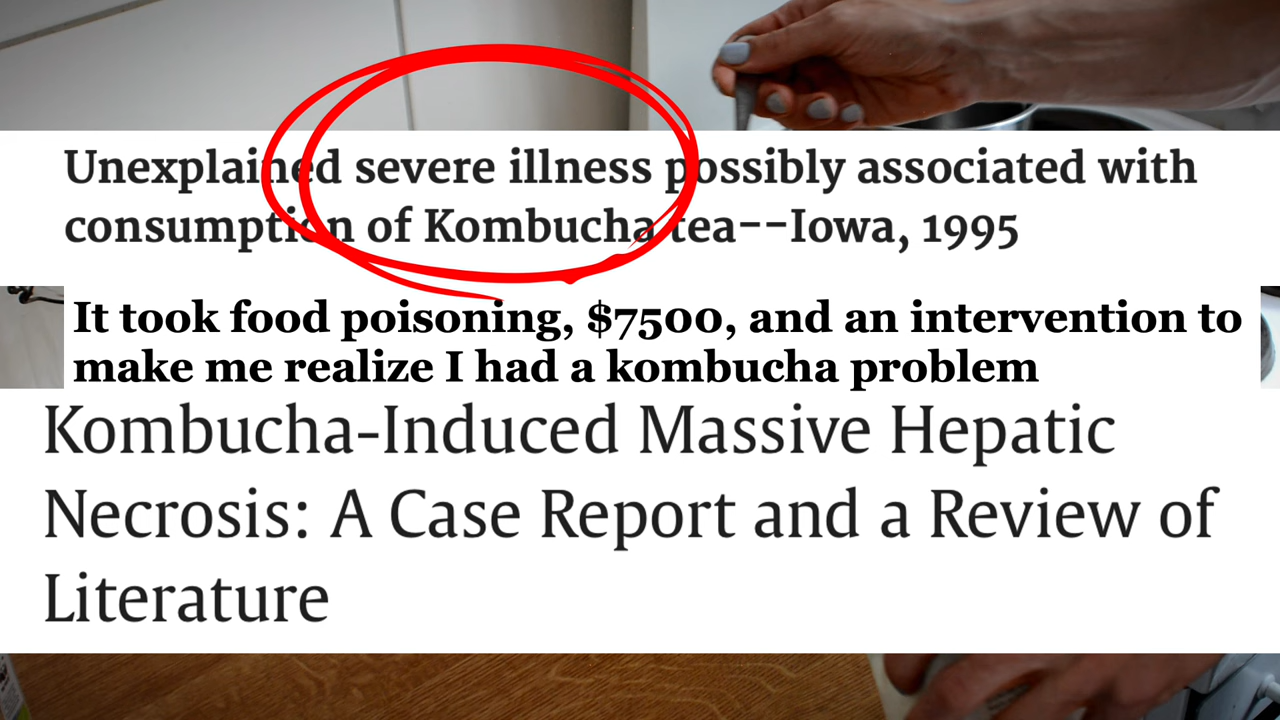 Unexplained severe illness possibly associated with
consumption of Kombucha tea--Iowa, 1995
It took food poisoning, $7500, and an intervention to
make me realize I had a kombucha problem
Kombucha-Induced Massive Hepatic
Necrosis: A Case Report and a Review of
Literature